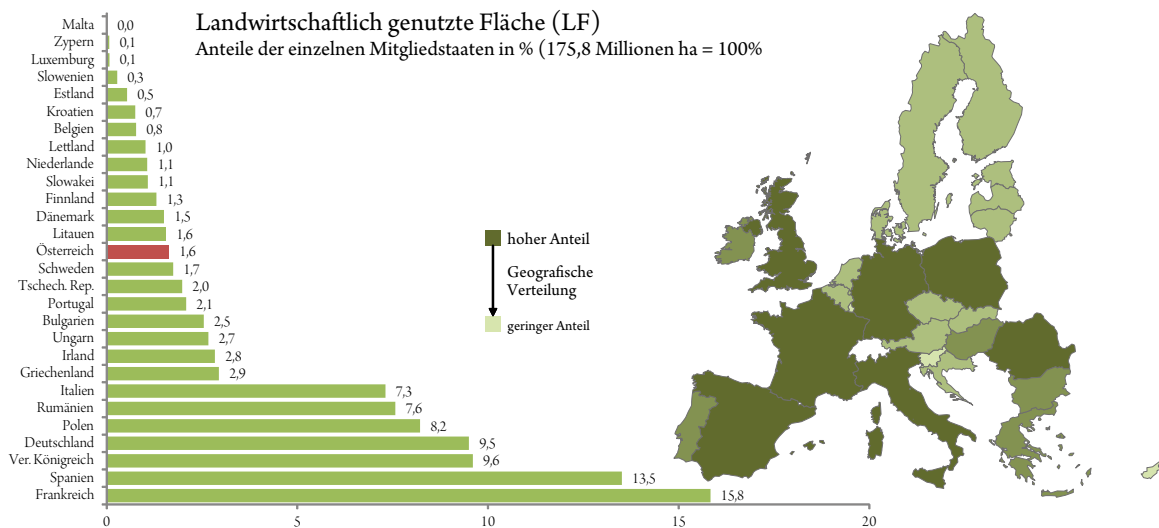 Landwirtschaftlich genutzte Fläche (LF)
Anteile der einzelnen Mitgliedstaaten in % (175,8 Millionen ha = 100%
Malta 0,0
Zypern 0,1
Luxemburg 0,1
Slowenien 0,3
Estland 0,5
Kroatien 0,7
Belgien 0,8
Lettland 1,0
Niederlande 1,1
Slowakei 1,1
Finnland 1,3
Dänemark 1,5
Litauen 1,6
Österreich 1,6
Schweden 1,7
Tschech. Rep. 2,0
Portugal 2,1
Bulgarien 2,5
Ungarn 2,7
Irland 2,8
Griechenland 2,9
Italien 7,3
Rumänien 7,6
Polen 8,2
Deutschland 9,5
Ver. Königreich 9,6
Spanien 13,5
Frankreich 15,8
0 5 10 15 20
hoher Anteil
Geografische
Verteilung
geringer Anteil